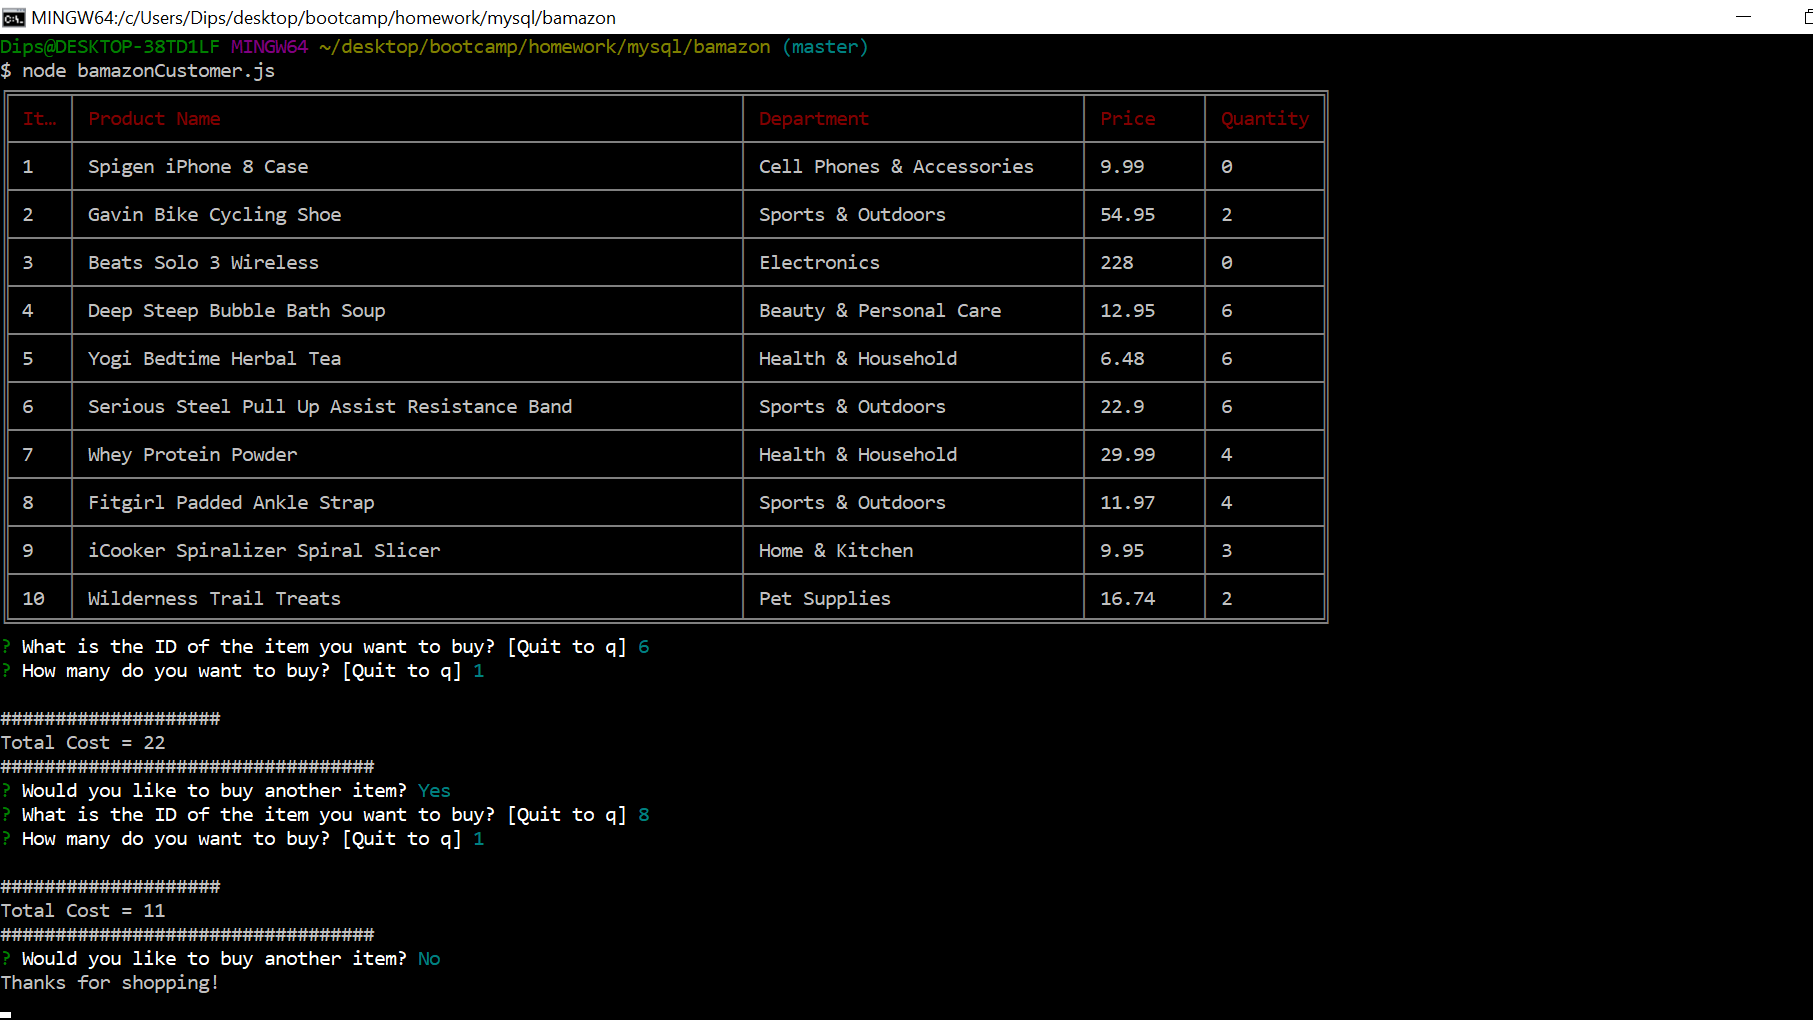 MINGW64:/c/Users/Dips/desktop/bootcamp/homework/mysql/bamazon
Dips@DESKTOP-38TD1LF MINGW64 ~/desktop/bootcamp/homework/mysql/bamazon (master)
$ node bamazonCustomer.js
It… Product Name Department Price Quantity
1 Spigen iPhone 8 Case Cell Phones & Accessories 9.99 0
2 Gavin Bike Cycling Shoe Sports & Outdoors 54.95 2
3 Beats Solo 3 Wireless Electronics 228 0
4 Deep Steep Bubble Bath Soup Beauty & Personal Care 12.95 6
5 Yogi Bedtime Herbal Tea Health & Household 6.48 6
6 Serious Steel Pull Up Assist Resistance Band Sports & Outdoors 22.9 6
7 Whey Protein Powder Health & Household 29.99 4
8 Fitgirl Padded Ankle Strap Sports & Outdoors 11.97 4
9 iCooker Spiralizer Spiral Slicer Home & Kitchen 9.95 3
10 Wilderness Trail Treats Pet Supplies 16.74 2
? What is the ID of the item you want to buy? [Quit to q] 6
? How many do you want to buy? [Quit to q] 1
####################
Total Cost = 22
##################################
? Would you like to buy another item? Yes
? What is the ID of the item you want to buy? [Quit to q] 8
? How many do you want to buy? [Quit to q] 1
####################
Total Cost = 11
##################################
? Would you like to buy another item? No
Thanks for shopping!